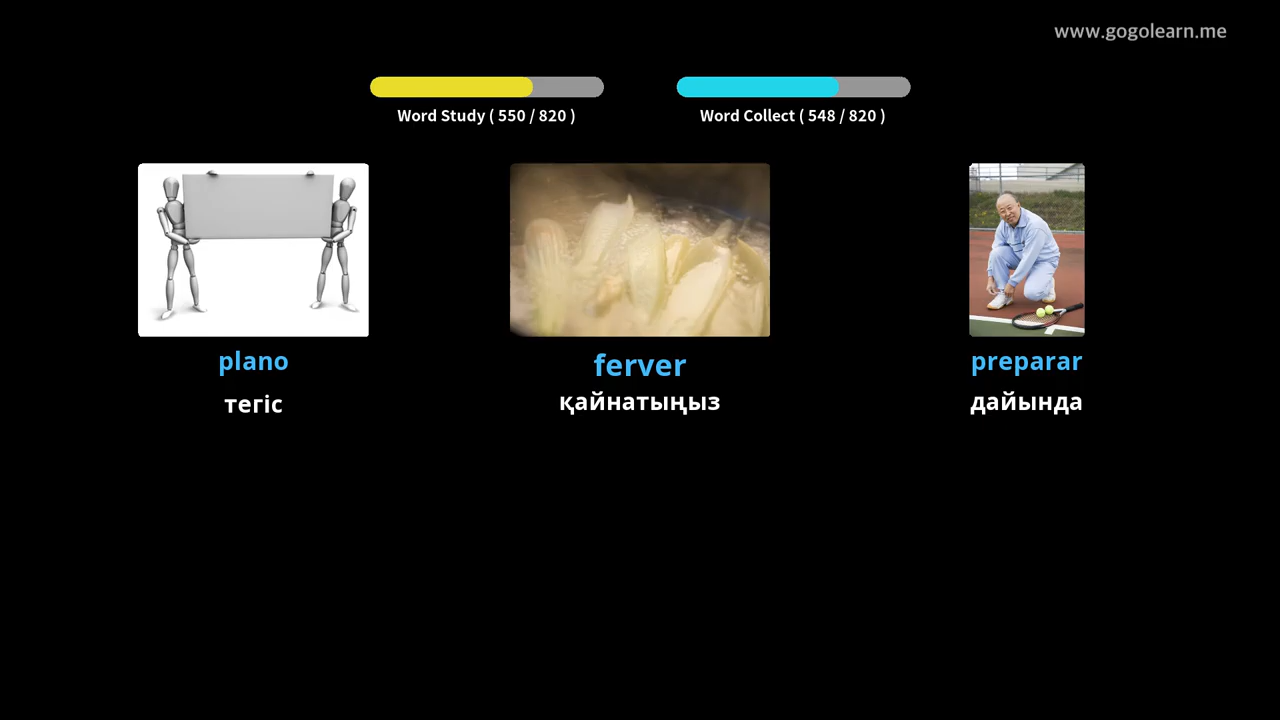 www.gogolearn.me
Word Study ( 550 / 820 )
Word Collect ( 548 / 820 )
plano
ferver
preparar
тегіс
қайнатыңыз
дайында